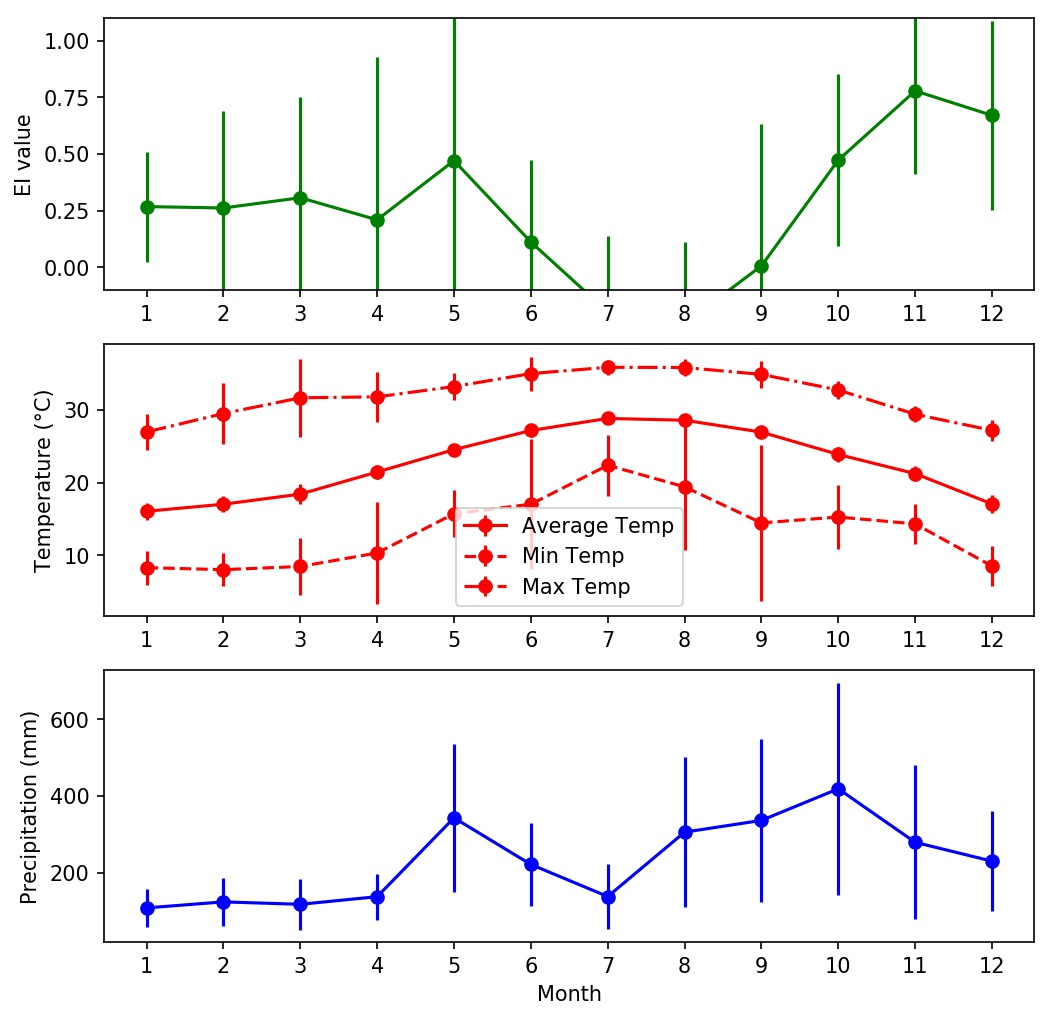 1.00
0.75
0.50
0.25
0.00
EI value
1 2 3 4 5 6 7 8 9 10 11 12
30
20
10
Temperature (°C)
Average Temp
Min Temp
Max Temp
1 2 3 4 5 6 7 8 9 10 11 12
600
400
200
Precipitation (mm)
1 2 3 4 5 6 7 8 9 10 11 12
Month